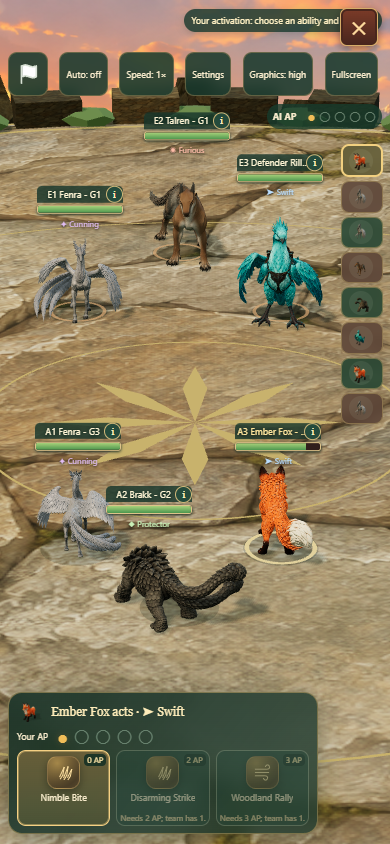 Your activation: choose an ability and
Auto: off
Speed: 1×
Settings
Graphics: high
Fullscreen
E2 Talren - G1 i
AI AP
Furious
E3 Defender Rill... i
Swift
E1 Fenra - G1 i
Cunning
A1 Fenra - G3 i
Cunning
A3 Ember Fox - ... i
Swift
A2 Brakk - G2 i
Protector
Ember Fox acts · ➤ Swift
Your AP
0 AP
Nimble Bite
2 AP
Disarming Strike
Needs 2 AP; team has 1.
3 AP
Woodland Rally
Needs 3 AP; team has 1.